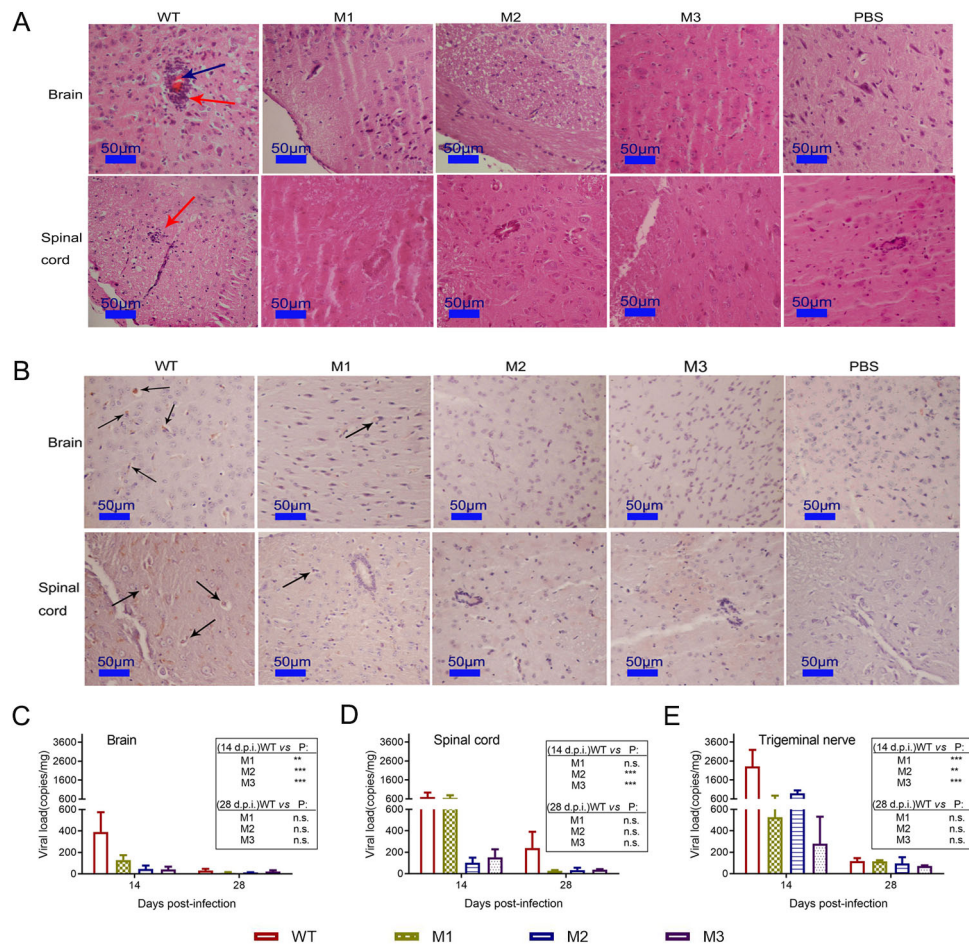 A
WT M1 M2 M3 PBS
Brain
50μm 50μm 50μm 50μm 50μm
Spinal
cord
50μm 50μm 50μm 50μm 50μm
B
WT M1 M2 M3 PBS
Brain
50μm 50μm 50μm 50μm 50μm
Spinal
cord
50μm 50μm 50μm 50μm 50μm
C
Brain
Viral load(copies/mg)
3600
2600
1600
600
600
400
200
0
14 28
Days post-infection
(14 d.p.i.)WT vs P:
M1 **
M2 ***
M3 ***
(28 d.p.i.)WT vs P:
M1 n.s.
M2 n.s.
M3 n.s.
D
Spinal cord
Viral load(copies/mg)
3600
2600
1600
600
600
400
200
0
14 28
Days post-infection
(14 d.p.i.)WT vs P:
M1 n.s.
M2 ***
M3 ***
(28 d.p.i.)WT vs P:
M1 n.s.
M2 n.s.
M3 n.s.
E
Trigeminal nerve
Viral load(copies/mg)
3600
2600
1600
600
600
400
200
0
14 28
Days post-infection
(14 d.p.i.)WT vs P:
M1 ***
M2 **
M3 ***
(28 d.p.i.)WT vs P:
M1 n.s.
M2 n.s.
M3 n.s.
WT M1 M2 M3